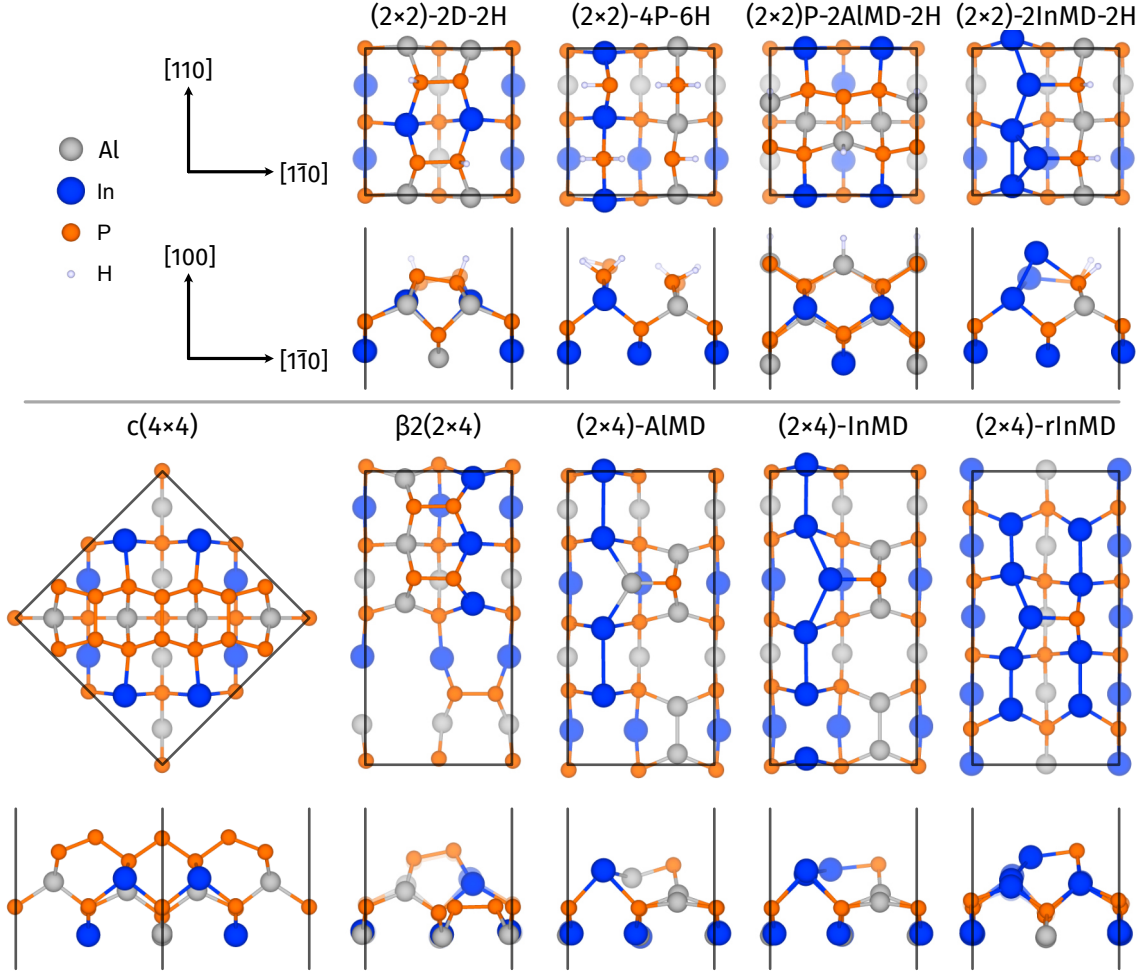 (2×2)-2D-2H
(2×2)-4P-6H
(2×2)P-2AlMD-2H
(2×2)-2InMD-2H
[110]
[11̄0]
Al
In
P
H
[100]
[11̄0]
c(4×4)
β2(2×4)
(2×4)-AlMD
(2×4)-InMD
(2×4)-rInMD